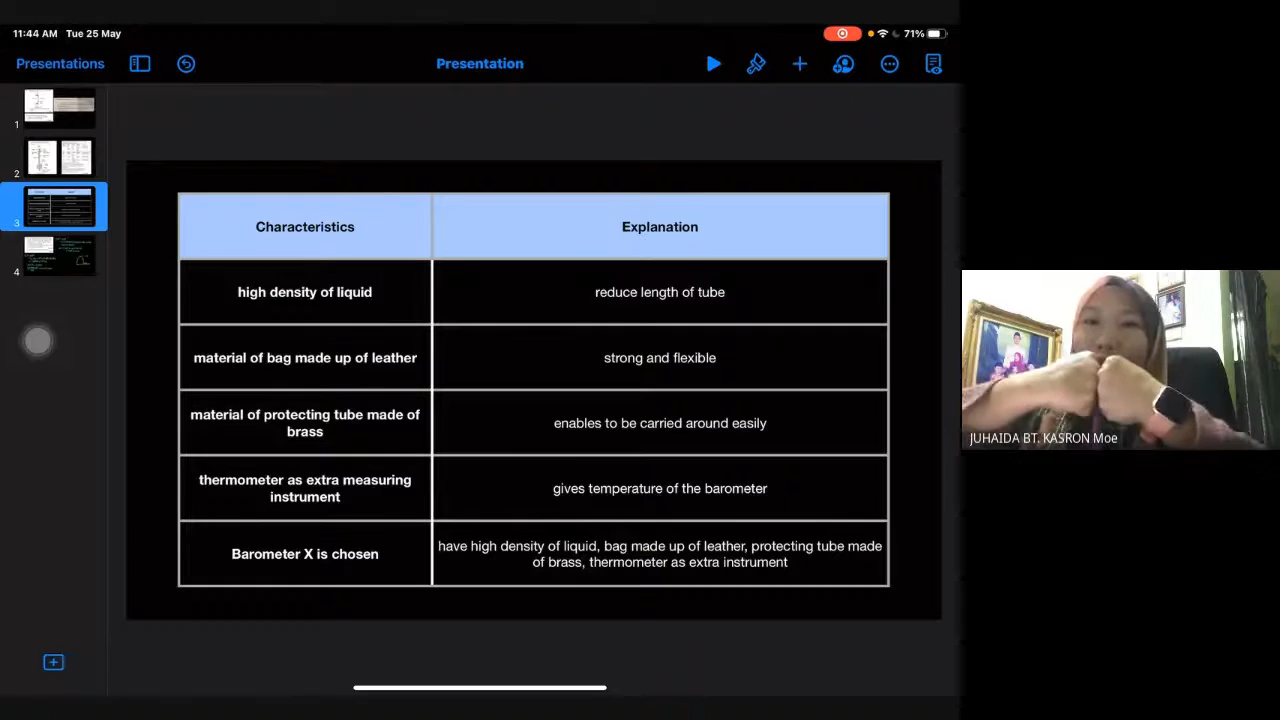 11:44 AM Tue 25 May
71%
Presentations
Presentation
1
2
3
4
Characteristics
Explanation
high density of liquid
reduce length of tube
material of bag made up of leather
strong and flexible
material of protecting tube made of
brass
enables to be carried around easily
thermometer as extra measuring
instrument
gives temperature of the barometer
Barometer X is chosen
have high density of liquid, bag made up of leather, protecting tube made
of brass, thermometer as extra instrument
JUHAIDA BT. KASRON Moe